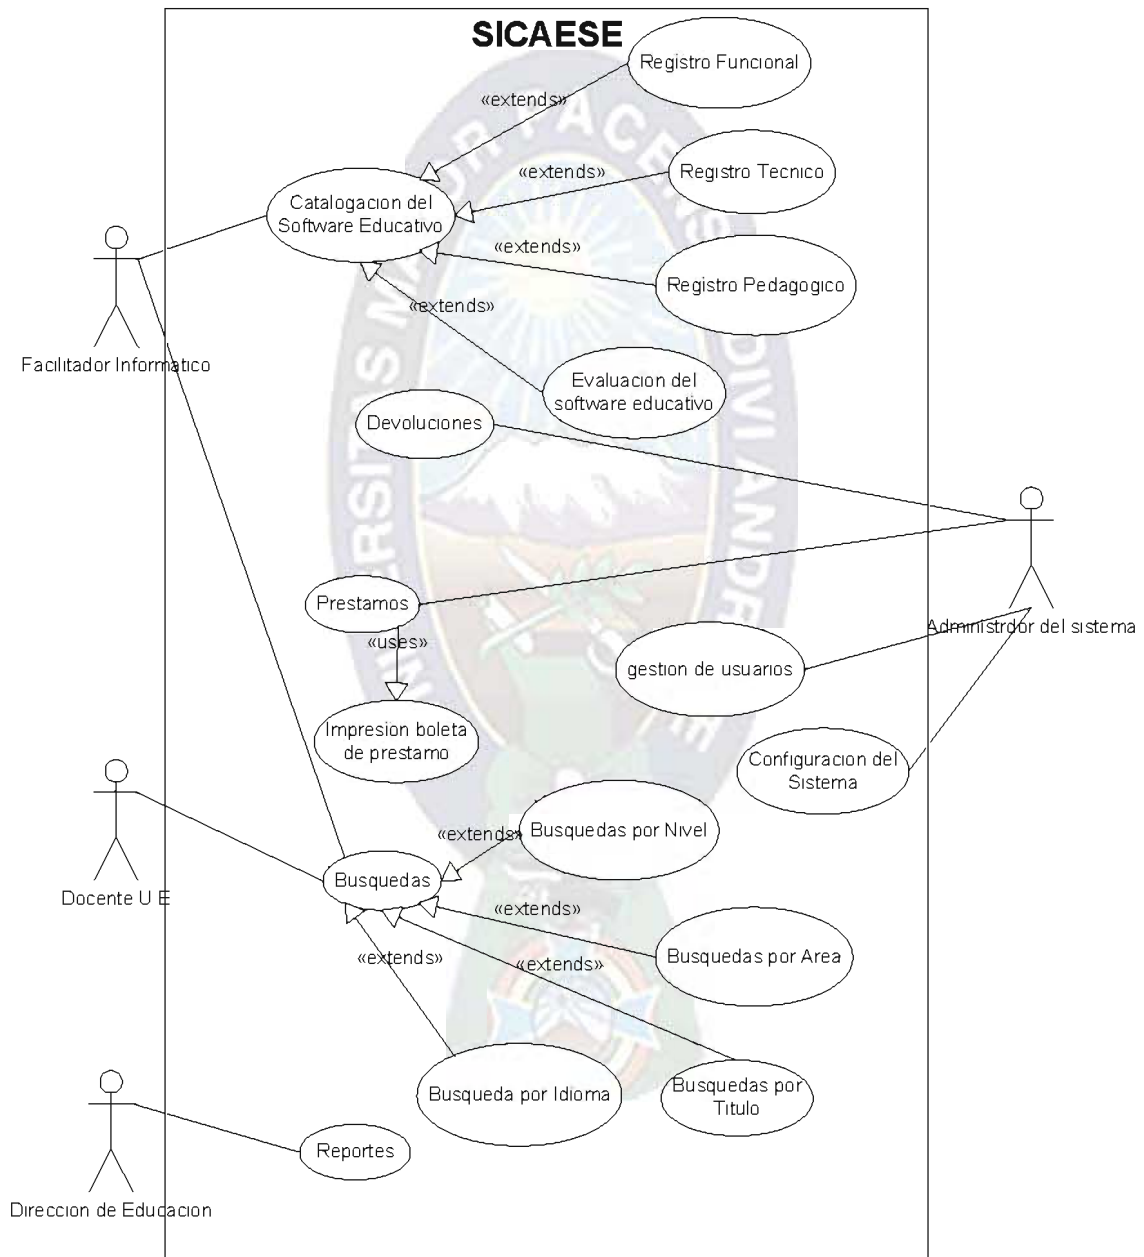 SICAESE
Registro Funcional
«extends»
Registro Tecnico
«extends»
Catalogacion del
Software Educativo
«extends»
Registro Pedagogico
«extends»
Facilitador Informatico
Evaluacion del
software educativo
Devoluciones
Prestamos
«uses»
Administrdor del sistema
gestion de usuarios
Impresion boleta
de prestamo
Configuracion del
Sistema
«extends»
Busquedas por Nivel
Busquedas
Docente U E
«extends»
Busquedas por Area
«extends»
«extends»
Busqueda por Idioma
Busquedas por
Titulo
Reportes
Direccion de Educacion